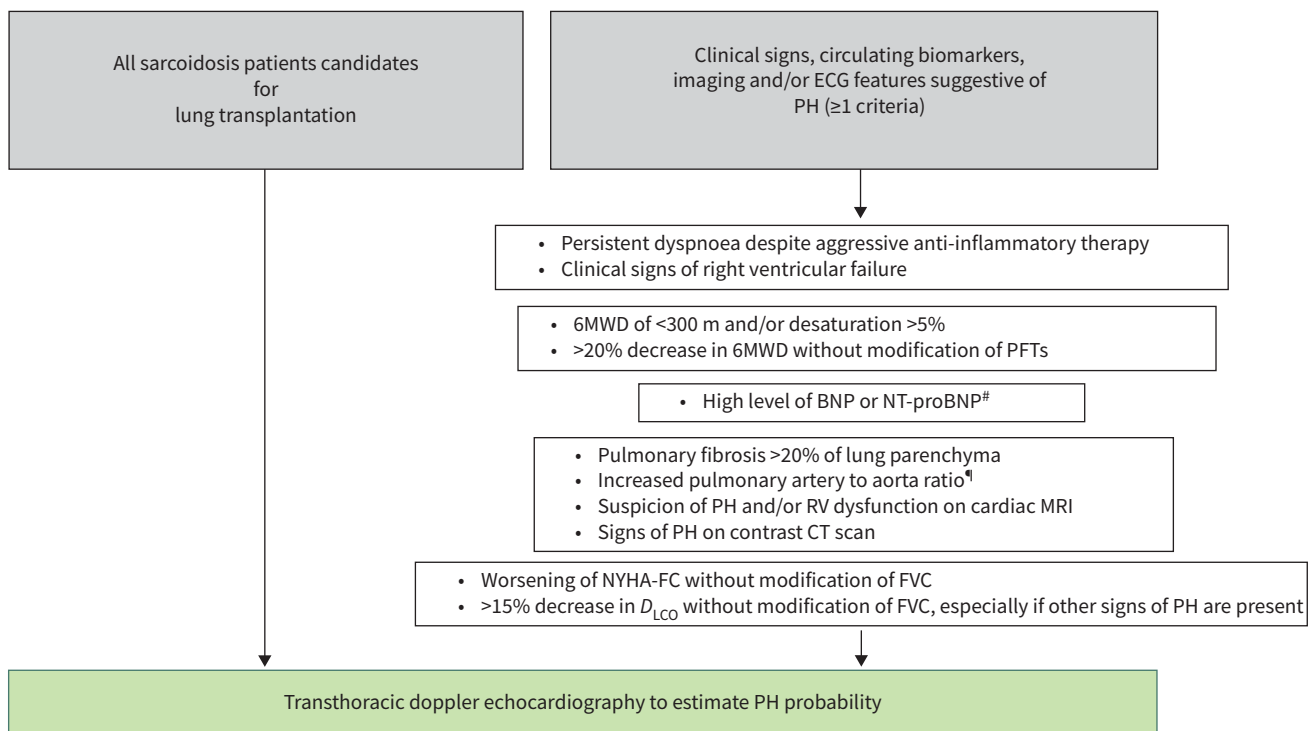 All sarcoidosis patients candidates
for
lung transplantation
Clinical signs, circulating biomarkers,
imaging and/or ECG features suggestive of
PH (≥1 criteria)
• Persistent dyspnoea despite aggressive anti-inflammatory therapy
• Clinical signs of right ventricular failure
• 6MWD of <300 m and/or desaturation >5%
• >20% decrease in 6MWD without modification of PFTs
• High level of BNP or NT-proBNP#
• Pulmonary fibrosis >20% of lung parenchyma
• Increased pulmonary artery to aorta ratio¶
• Suspicion of PH and/or RV dysfunction on cardiac MRI
• Signs of PH on contrast CT scan
• Worsening of NYHA-FC without modification of FVC
• >15% decrease in DLCO without modification of FVC, especially if other signs of PH are present
Transthoracic doppler echocardiography to estimate PH probability